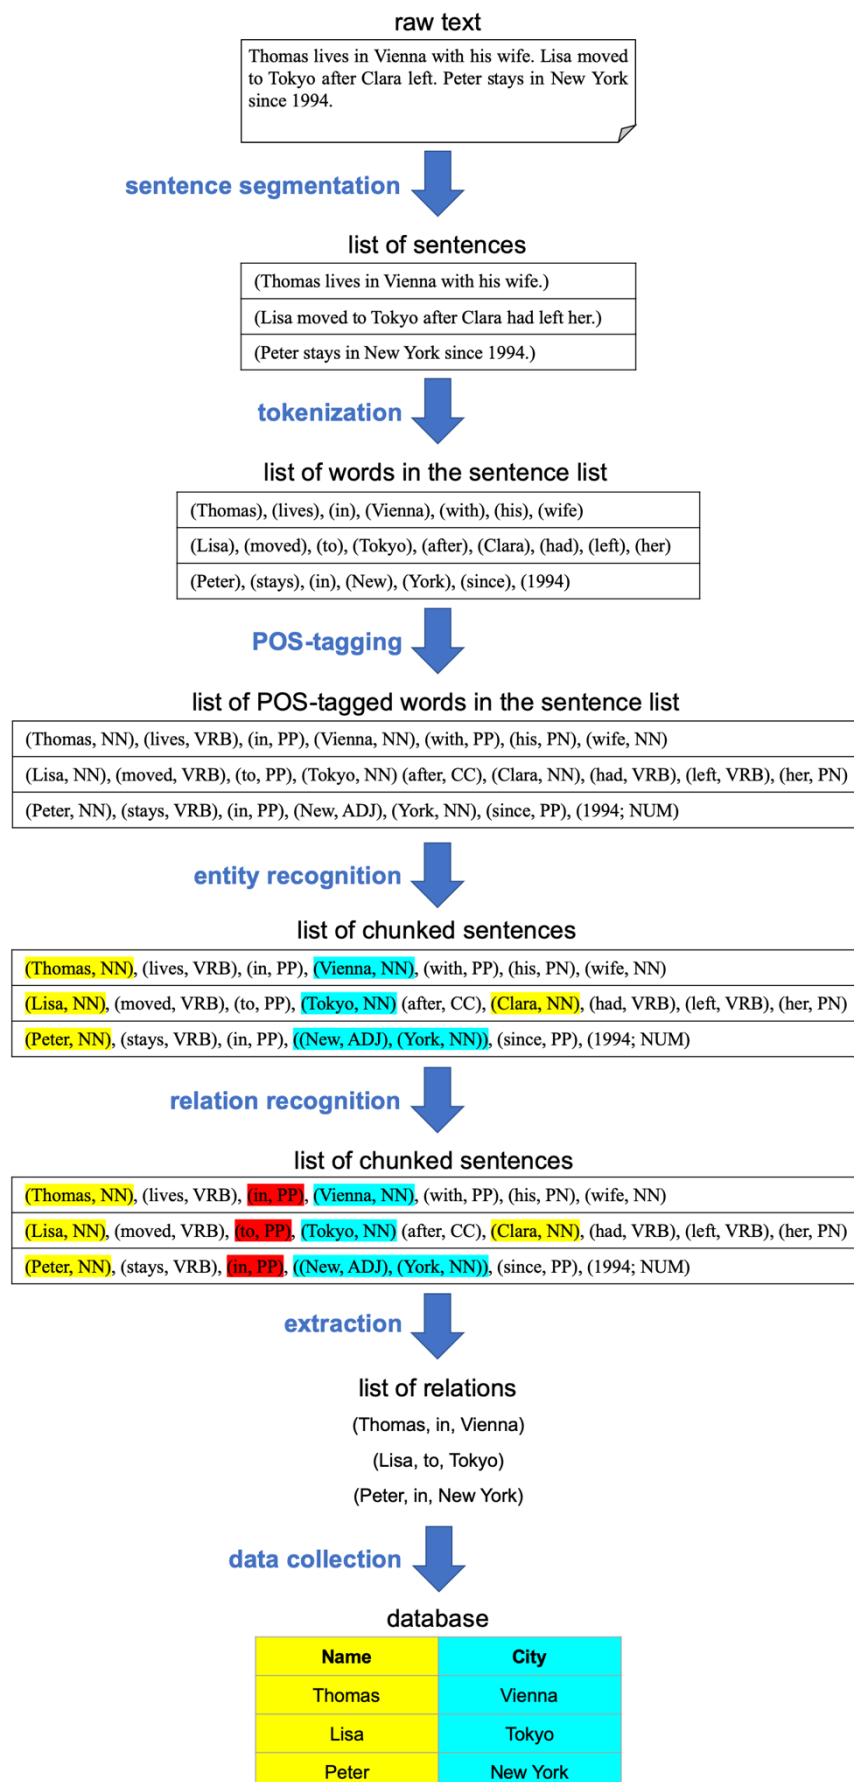 raw text
Thomas lives in Vienna with his wife. Lisa moved
to Tokyo after Clara left. Peter stays in New York
since 1994.
sentence segmentation
list of sentences
(Thomas lives in Vienna with his wife.)
(Lisa moved to Tokyo after Clara had left her.)
(Peter stays in New York since 1994.)
tokenization
list of words in the sentence list
(Thomas), (lives), (in), (Vienna), (with), (his), (wife)
(Lisa), (moved), (to), (Tokyo), (after), (Clara), (had), (left), (her)
(Peter), (stays), (in), (New), (York), (since), (1994)
POS-tagging
list of POS-tagged words in the sentence list
(Thomas, NN), (lives, VRB), (in, PP), (Vienna, NN), (with, PP), (his, PN), (wife, NN)
(Lisa, NN), (moved, VRB), (to, PP), (Tokyo, NN) (after, CC), (Clara, NN), (had, VRB), (left, VRB), (her, PN)
(Peter, NN), (stays, VRB), (in, PP), (New, ADJ), (York, NN), (since, PP), (1994; NUM)
entity recognition
list of chunked sentences
(Thomas, NN), (lives, VRB), (in, PP), (Vienna, NN), (with, PP), (his, PN), (wife, NN)
(Lisa, NN), (moved, VRB), (to, PP), (Tokyo, NN) (after, CC), (Clara, NN), (had, VRB), (left, VRB), (her, PN)
(Peter, NN), (stays, VRB), (in, PP), ((New, ADJ), (York, NN)), (since, PP), (1994; NUM)
relation recognition
list of chunked sentences
(Thomas, NN), (lives, VRB), (in, PP), (Vienna, NN), (with, PP), (his, PN), (wife, NN)
(Lisa, NN), (moved, VRB), (to, PP), (Tokyo, NN) (after, CC), (Clara, NN), (had, VRB), (left, VRB), (her, PN)
(Peter, NN), (stays, VRB), (in, PP), ((New, ADJ), (York, NN)), (since, PP), (1994; NUM)
extraction
list of relations
(Thomas, in, Vienna)
(Lisa, to, Tokyo)
(Peter, in, New York)
data collection
database
Name City
Thomas Vienna
Lisa Tokyo
Peter New York